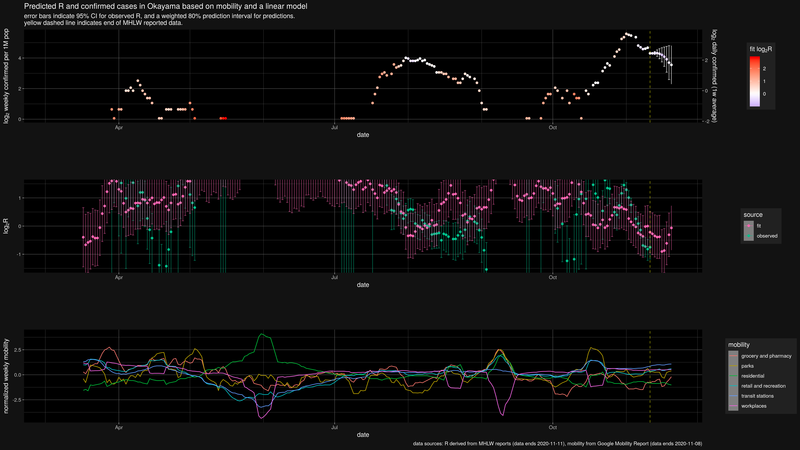 Predicted R and confirmed cases in Okayama based on mobility and a linear model
error bars indicate 95% CI for observed R, and a weighted 80% prediction interval for predictions.
yellow dashed line indicates end of MHLW reported data.
log₂ weekly confirmed per 1M pop
4
2
0
log₂ daily confirmed (1w average)
2
0
-2
Apr
Jul
Oct
date
fit log₂R
2
1
0
log₂R
1
0
-1
Apr
Jul
Oct
date
source
fit
observed
normalised weekly mobility
2.5
0.0
-2.5
Apr
Jul
Oct
date
mobility
grocery and pharmacy
parks
residential
retail and recreation
transit stations
workplaces
data sources: R derived from MHLW reports (data ends 2020-11-11), mobility from Google Mobility Report (data ends 2020-11-08)